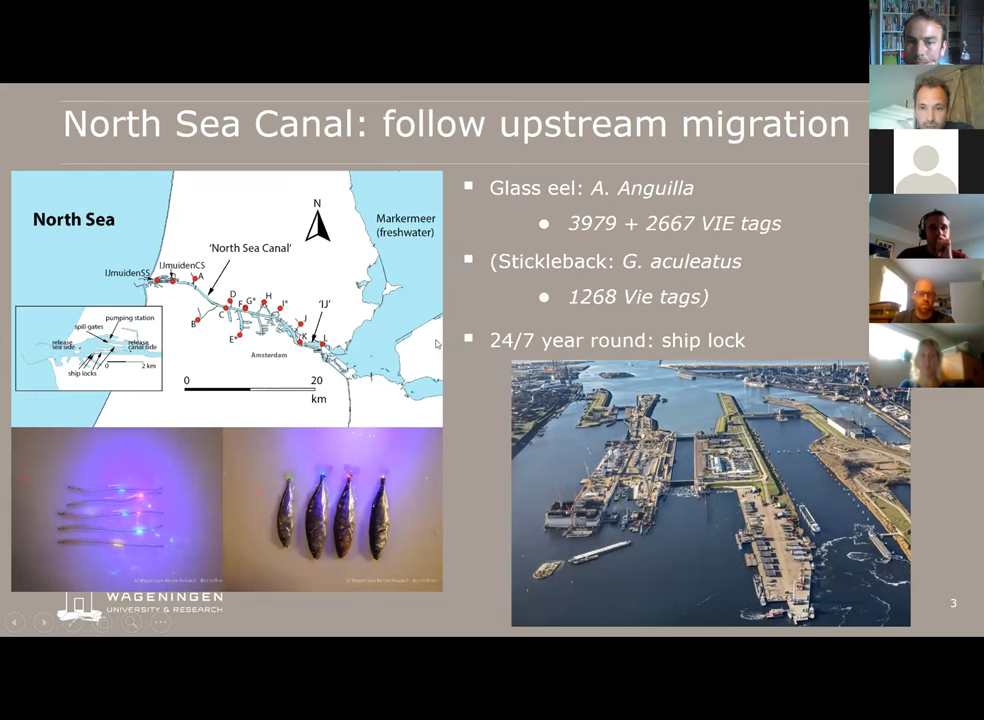 North Sea Canal: follow upstream migration
North Sea
N
Markermeer
(freshwater)
'North Sea Canal'
IJmuidenSS
IJmuidenCS
A
D
F
G*
H
I*
'IJ'
C
B
J
E*
K
L
Amsterdam
pumping station
spill gates
release
sea side
release
canal side
ship locks
0
2 km
0
20
km
Glass eel: A. Anguilla
3979 + 2667 VIE tags
(Stickleback: G. aculeatus
1268 Vie tags)
24/7 year round: ship lock
WAGENINGEN
UNIVERSITY & RESEARCH
3